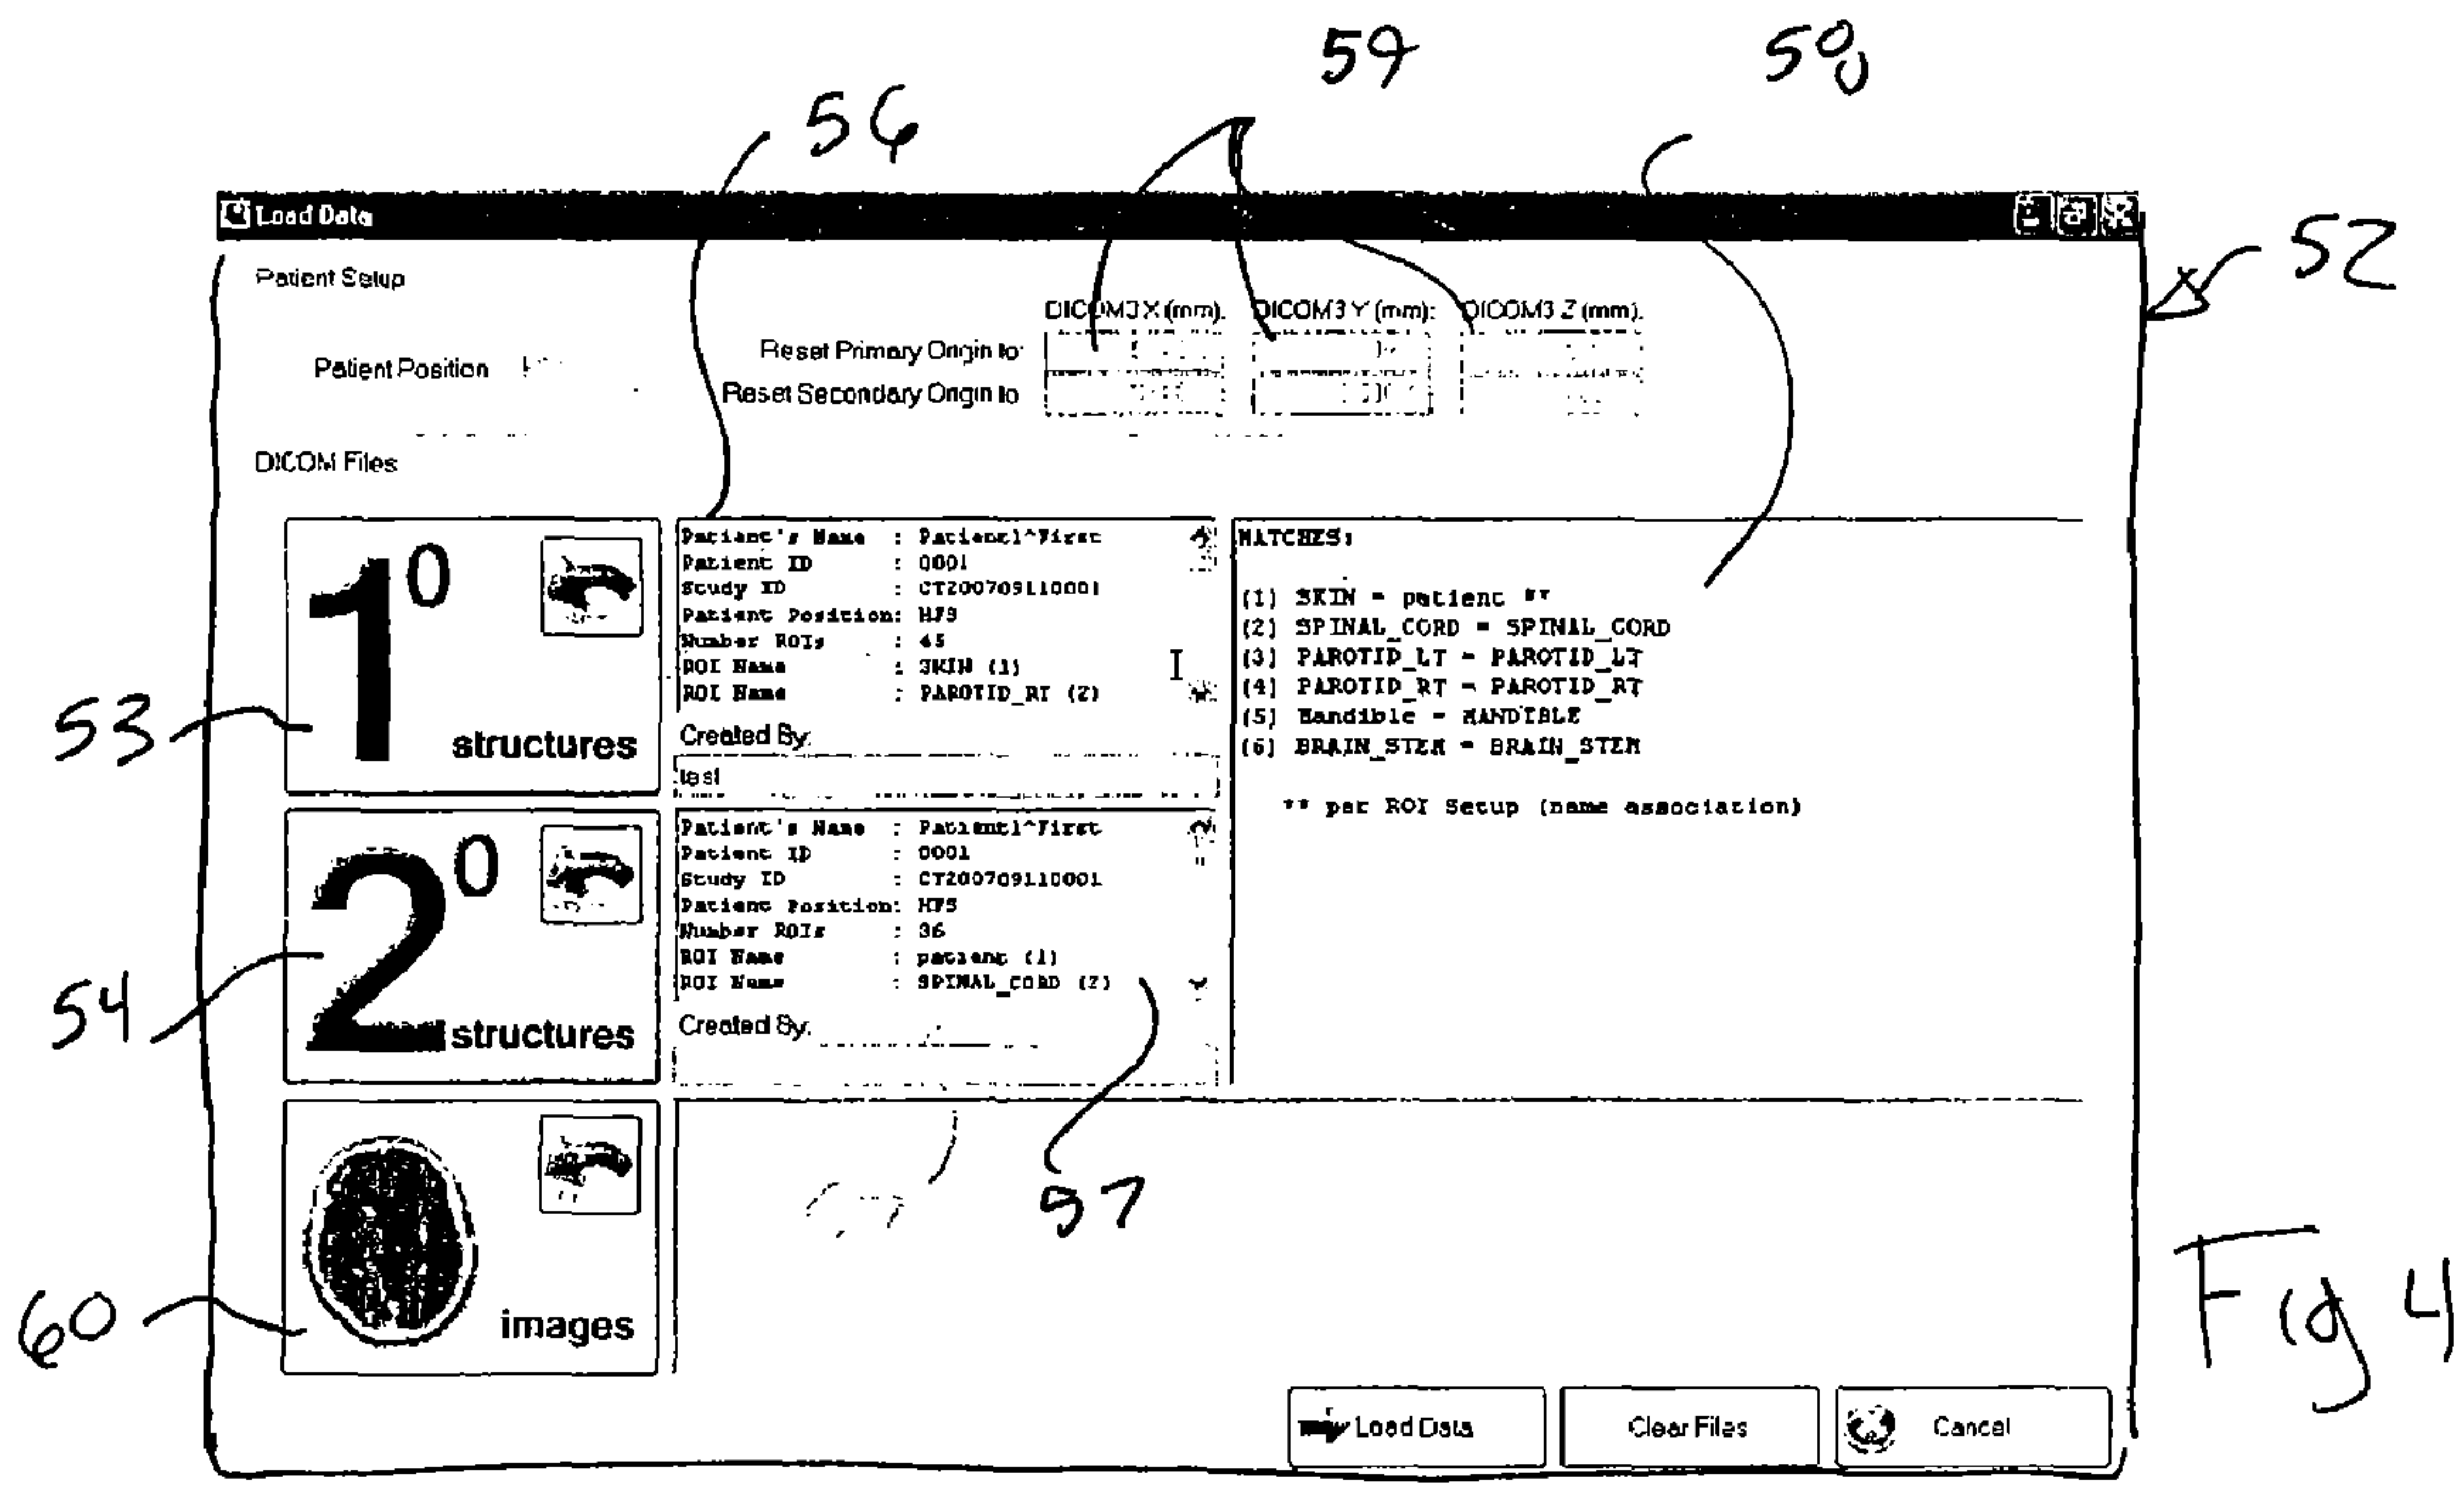 56
59
58
52
Load Data
Patient Setup
DICOM3 X (mm):
DICOM3 Y (mm):
DICOM3 Z (mm):
Patient Position
Reset Primary Origin to:
Reset Secondary Origin to
DICOM Files
53
1⁰
structures
Patient's Name : Patient1^First
Patient ID : 0001
Study ID : CT200709110001
Patient Position: HFS
Number ROIs : 45
ROI Name : SKIN (1)
ROI Name : PAROTID_RT (2)
Created By:
test
MATCHES:
(1) SKIN = patient **
(2) SPINAL_CORD = SPINAL_CORD
(3) PAROTID_LT = PAROTID_LT
(4) PAROTID_RT = PAROTID_RT
(5) Mandible = MANDIBLE
(6) BRAIN_STEM = BRAIN_STEM
** per ROI Setup (name association)
54
2⁰
structures
Patient's Name : Patient1^First
Patient ID : 0001
Study ID : CT200709110001
Patient Position: HFS
Number ROIs : 36
ROI Name : patient (1)
ROI Name : SPINAL_CORD (2)
Created By:
57
60
images
Load Data
Clear Files
Cancel
Fig 4